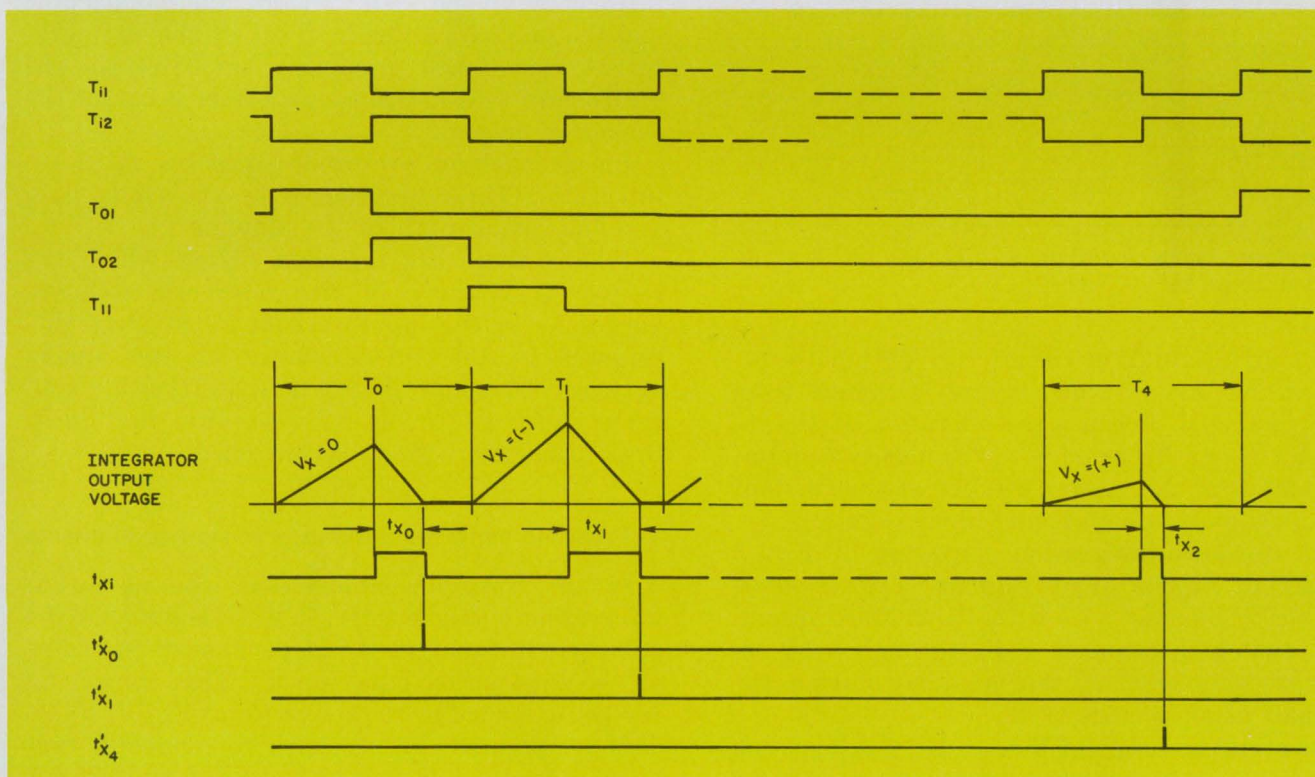 Ti1
Ti2
T01
T02
T11
T0 T1 T4
Vx=0 Vx=(-) Vx=(+)
INTEGRATOR
OUTPUT
VOLTAGE
tx0 tx1 tx2
txi
t'x0
t'x1
t'x4